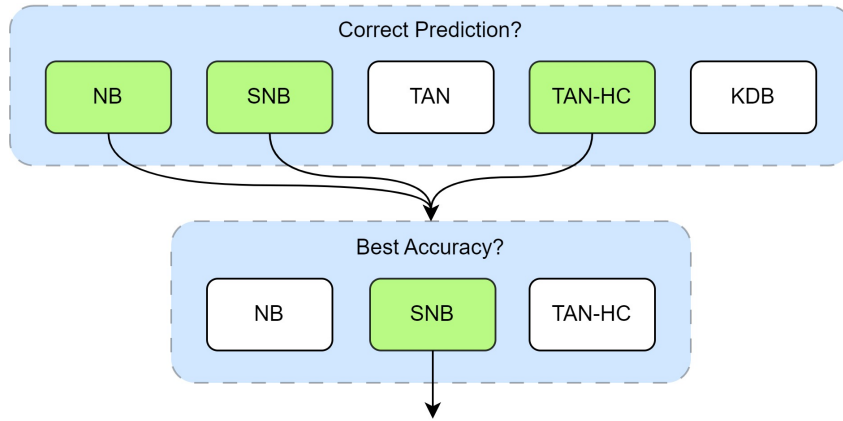 Correct Prediction?
NB SNB TAN TAN-HC KDB
Best Accuracy?
NB SNB TAN-HC